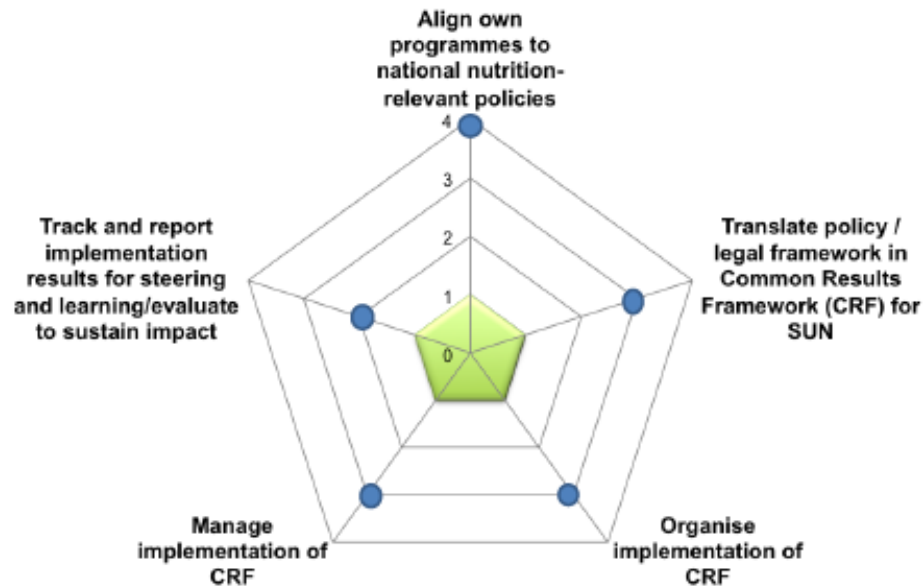 Align own
programmes to
national nutrition-
relevant policies
4
3
2
1
0
Track and report
implementation
results for steering
and learning/evaluate
to sustain impact
Translate policy /
legal framework in
Common Results
Framework (CRF) for
SUN
Manage
implementation of
CRF
Organise
implementation of
CRF